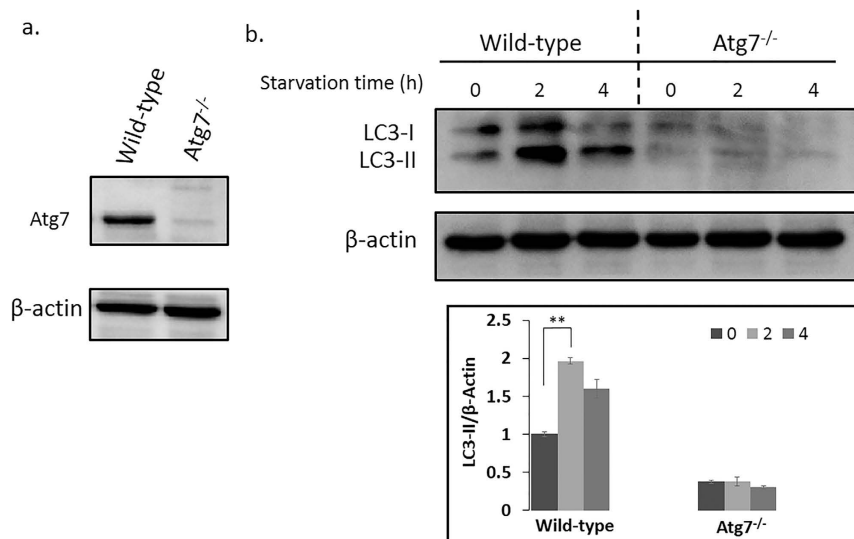 a.
Wild-type
Atg7-/-
Atg7
β-actin
b.
Wild-type Atg7-/-
Starvation time (h) 0 2 4 0 2 4
LC3-I
LC3-II
β-actin
LC3-II/β-Actin
2.5
2
1.5
1
0.5
0
**
0 2 4
Wild-type Atg7-/-